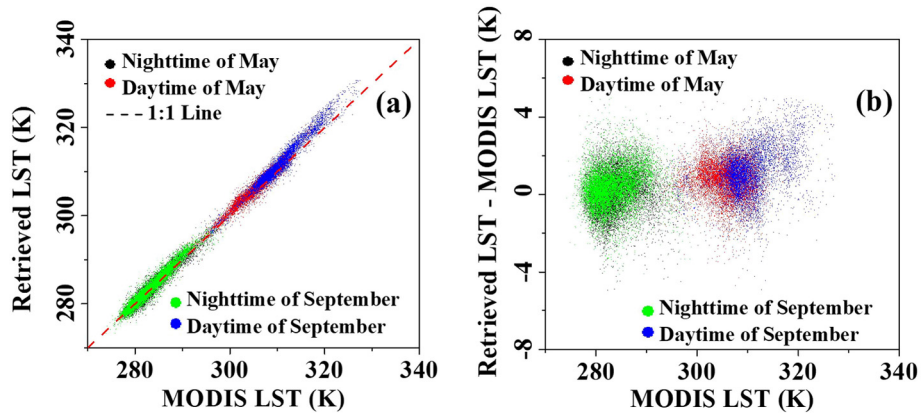 Retrieved LST (K)
340
320
300
280
Nighttime of May
Daytime of May
1:1 Line
(a)
Nighttime of September
Daytime of September
280 300 320 340
MODIS LST (K)
Retrieved LST - MODIS LST (K)
8
4
0
-4
-8
Nighttime of May
Daytime of May
(b)
Nighttime of September
Daytime of September
280 300 320 340
MODIS LST (K)